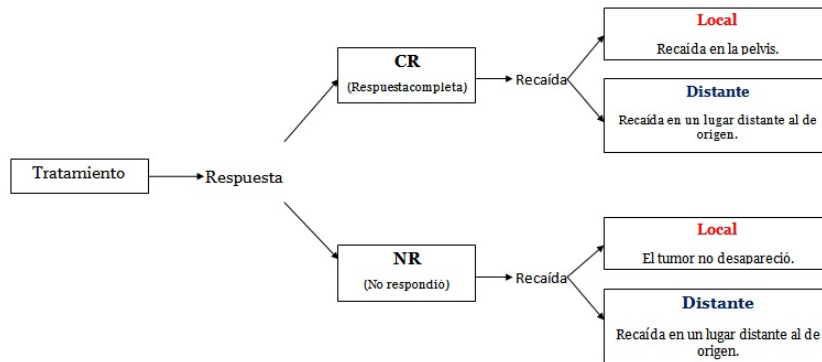 Local
Recaída en la pelvis.
CR
(Respuestacompleta)
Recaída
Distante
Recaída en un lugar distante al de
origen.
Tratamiento
Respuesta
Local
El tumor no desapareció.
NR
(No respondió)
Recaída
Distante
Recaída en un lugar distante al de
origen.